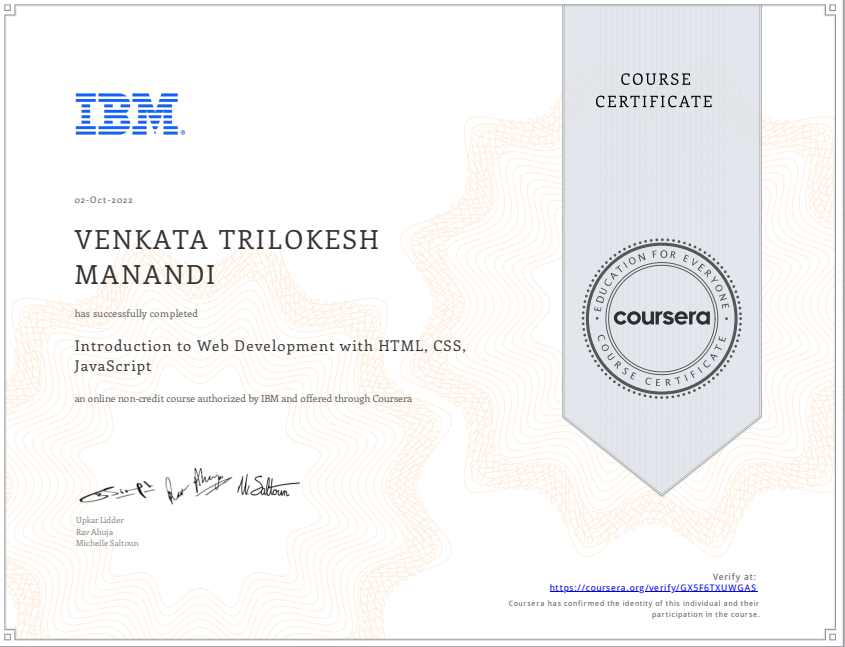 COURSE
CERTIFICATE
IBM®
02-Oct-2022
VENKATA TRILOKESH
MANANDI
has successfully completed
Introduction to Web Development with HTML, CSS,
JavaScript
an online non-credit course authorized by IBM and offered through Coursera
EDUCATION FOR EVERYONE
coursera
COURSE CERTIFICATE
Upkar Lidder
Rav Ahuja
Michelle Saltoun
Verify at:
https://coursera.org/verify/GX5F6TXUWGAS
Coursera has confirmed the identity of this individual and their
participation in the course.